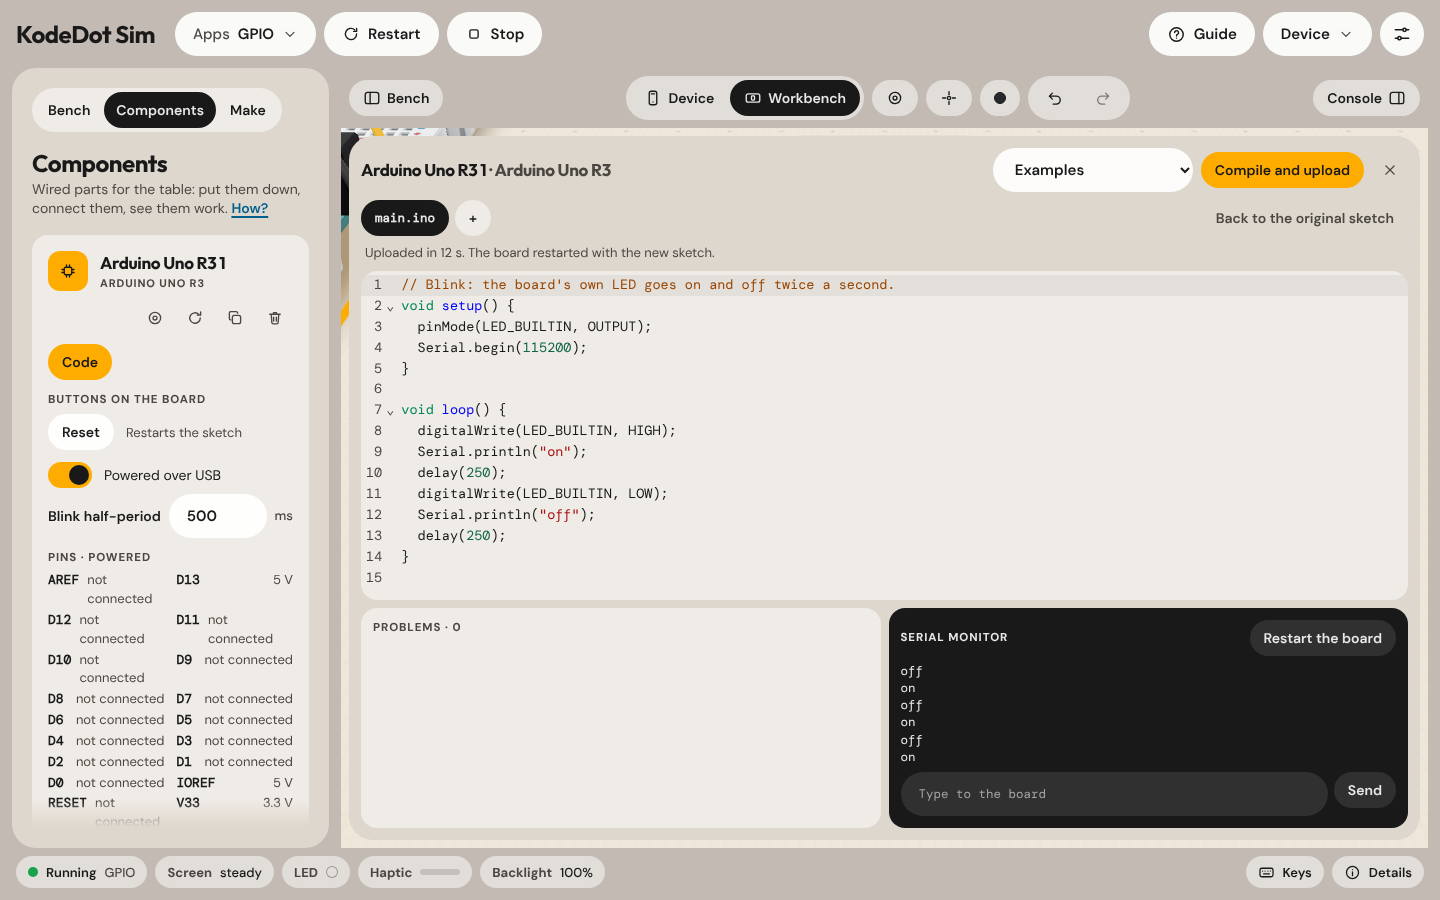 KodeDot Sim
Apps GPIO
Restart
Stop
Guide
Device
Bench
Components
Make
Components
Wired parts for the table: put them down,
connect them, see them work. How?
Arduino Uno R3 1
ARDUINO UNO R3
Code
BUTTONS ON THE BOARD
Reset Restarts the sketch
Powered over USB
Blink half-period 500 ms
PINS · POWERED
AREF not connected D13 5 V
D12 not connected D11 not connected
D10 not connected D9 not connected
D8 not connected D7 not connected
D6 not connected D5 not connected
D4 not connected D3 not connected
D2 not connected D1 not connected
D0 not connected IOREF 5 V
RESET not connected V33 3.3 V
Bench
Device
Workbench
Console
Arduino Uno R3 1 · Arduino Uno R3
Examples
Compile and upload
main.ino
+
Back to the original sketch
Uploaded in 12 s. The board restarted with the new sketch.
1 // Blink: the board's own LED goes on and off twice a second.
2 void setup() {
3 pinMode(LED_BUILTIN, OUTPUT);
4 Serial.begin(115200);
5 }
6
7 void loop() {
8 digitalWrite(LED_BUILTIN, HIGH);
9 Serial.println("on");
10 delay(250);
11 digitalWrite(LED_BUILTIN, LOW);
12 Serial.println("off");
13 delay(250);
14 }
15
PROBLEMS · 0
SERIAL MONITOR
Restart the board
off
on
off
on
off
on
Type to the board
Send
Running GPIO
Screen steady
LED
Haptic
Backlight 100%
Keys
Details